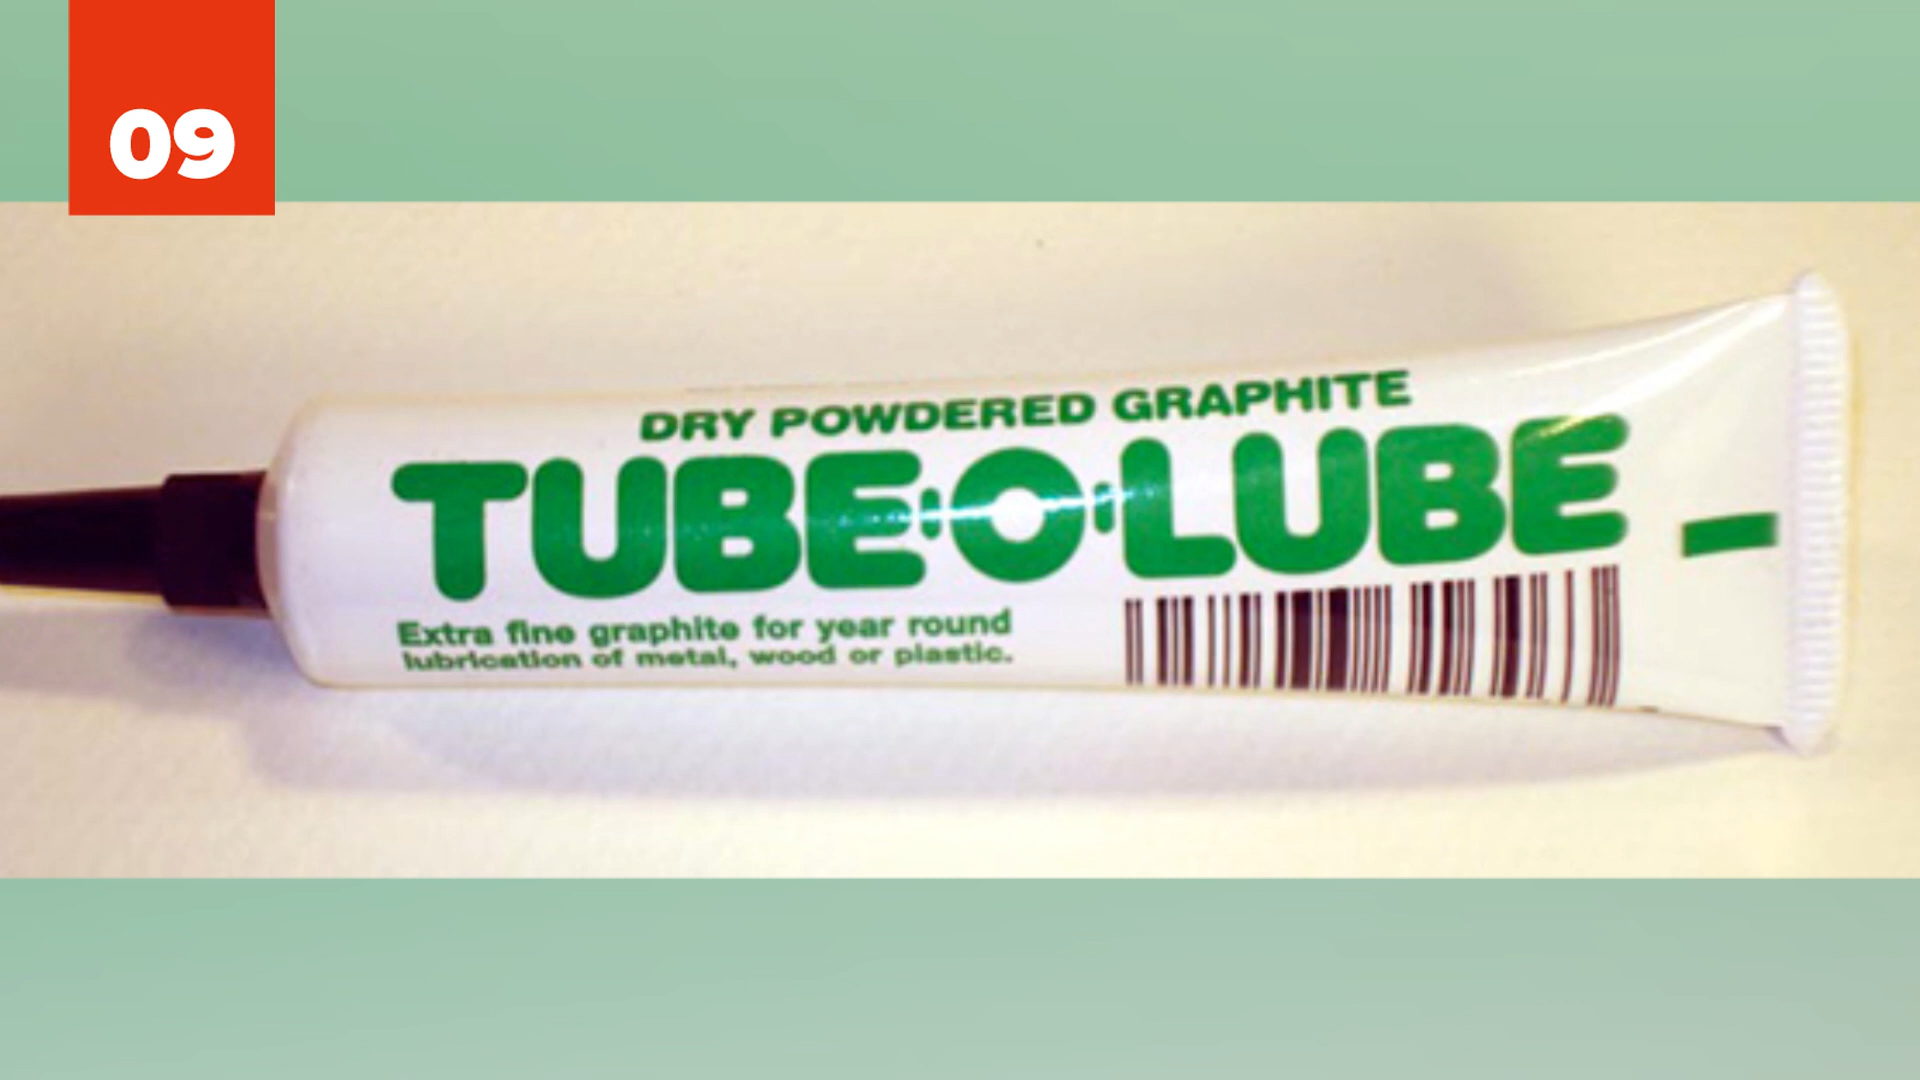 09
DRY POWDERED GRAPHITE
TUBE·O·LUBE
Extra fine graphite for year round
lubrication of metal, wood or plastic.